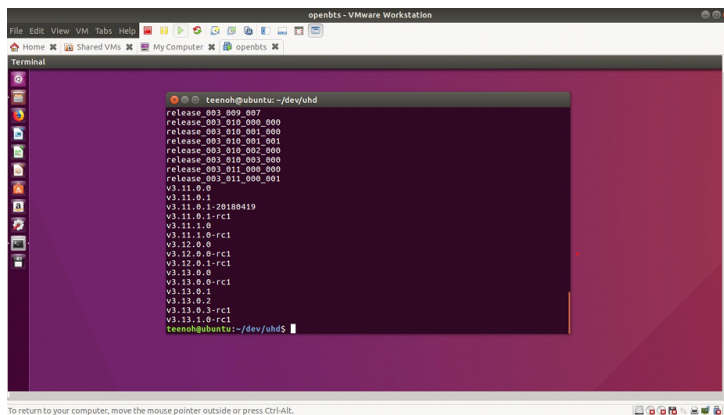 openbts - VMware Workstation
File Edit View VM Tabs Help
Home Shared VMs My Computer openbts
Terminal
teenoh@ubuntu: ~/dev/uhd
release_003_009_007
release_003_010_000_000
release_003_010_001_000
release_003_010_001_001
release_003_010_002_000
release_003_010_003_000
release_003_011_000_000
release_003_011_000_001
v3.11.0.0
v3.11.0.1
v3.11.0.1-20180419
v3.11.0.1-rc1
v3.11.1.0
v3.11.1.0-rc1
v3.12.0.0
v3.12.0.0-rc1
v3.12.0.1-rc1
v3.13.0.0
v3.13.0.0-rc1
v3.13.0.1
v3.13.0.2
v3.13.0.3-rc1
v3.13.1.0-rc1
teenoh@ubuntu:~/dev/uhd$
To return to your computer, move the mouse pointer outside or press Ctrl-Alt.